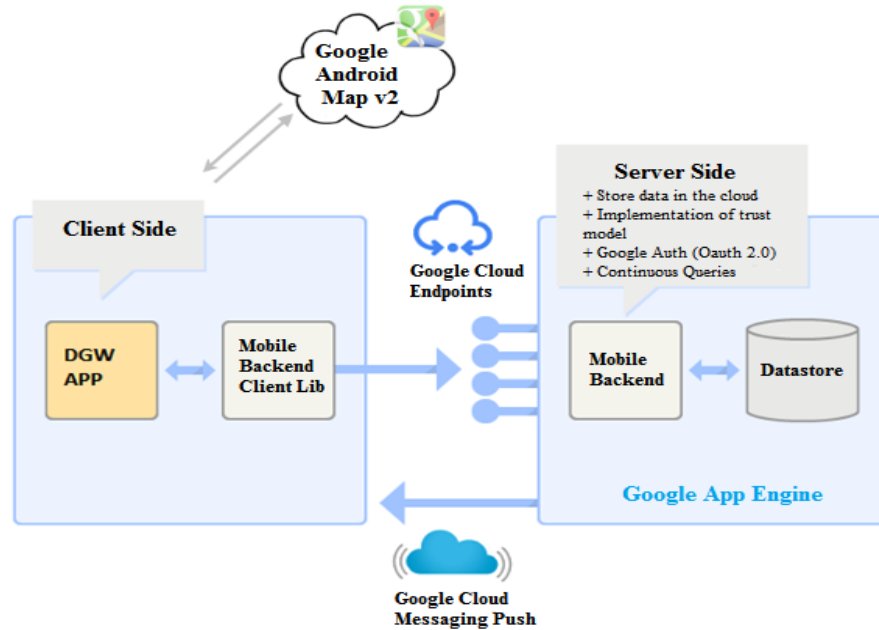 Google
Android
Map v2
Server Side
+ Store data in the cloud
+ Implementation of trust
model
+ Google Auth (Oauth 2.0)
+ Continuous Queries
Client Side
Google Cloud
Endpoints
DGW
APP
Mobile
Backend
Client Lib
Mobile
Backend
Datastore
Google App Engine
Google Cloud
Messaging Push